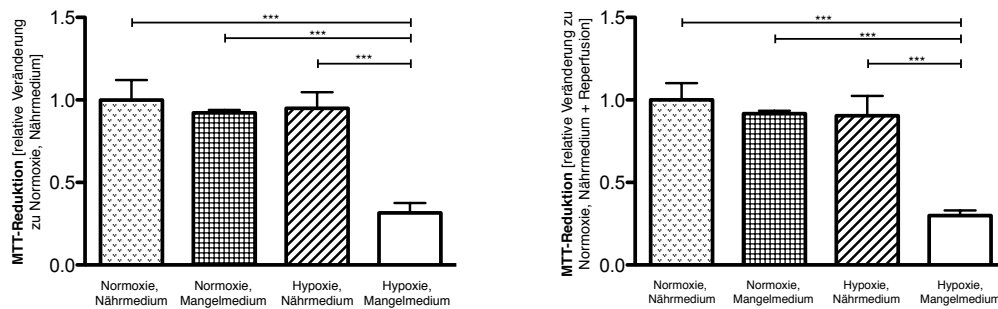 MTT-Reduktion [relative Veränderung
zu Normoxie, Nährmedium]
1.5
1.0
0.5
0.0
***
***
***
Normoxie,
Nährmedium
Normoxie,
Mangelmedium
Hypoxie,
Nährmedium
Hypoxie,
Mangelmedium
MTT-Reduktion [relative Veränderung zu
Normoxie, Nährmedium + Reperfusion]
1.5
1.0
0.5
0.0
***
***
***
Normoxie,
Nährmedium
Normoxie,
Mangelmedium
Hypoxie,
Nährmedium
Hypoxie,
Mangelmedium